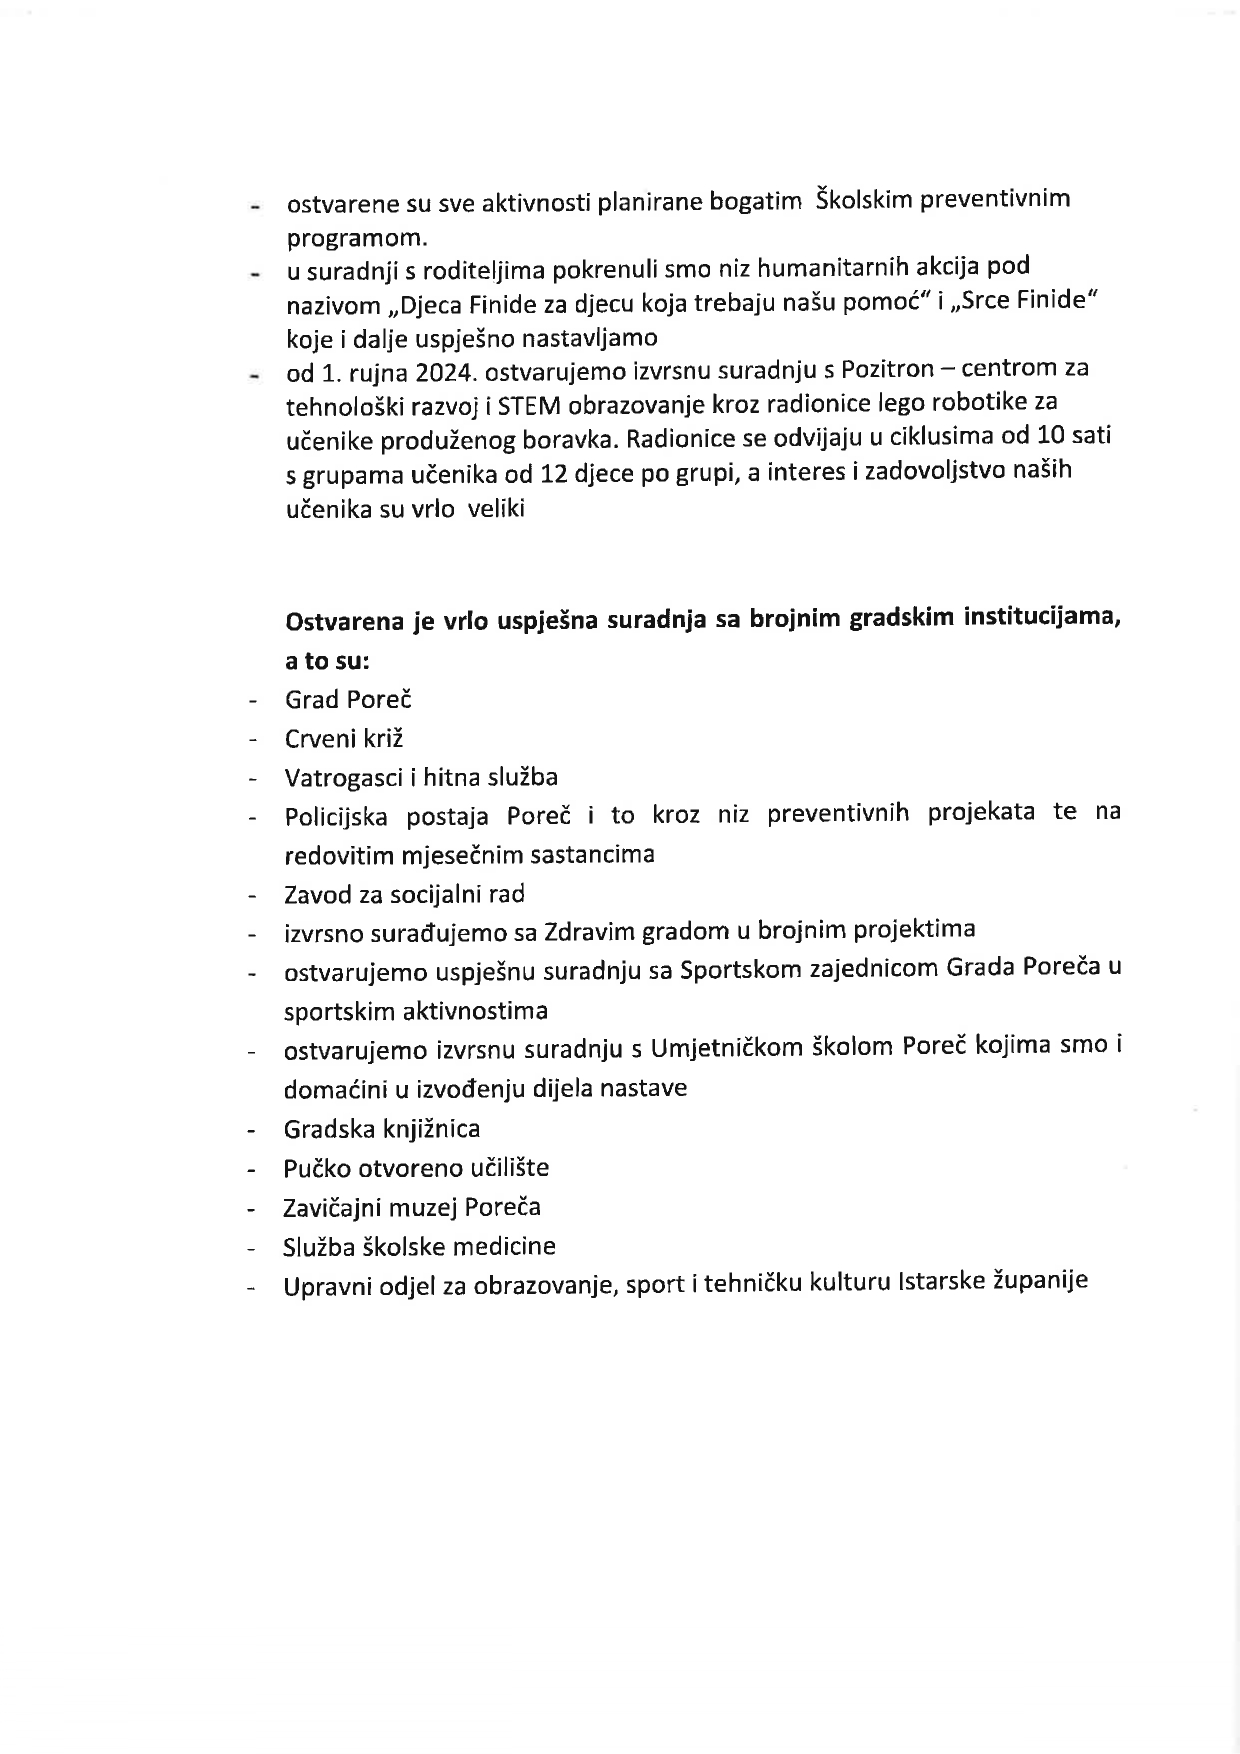 - ostvarene su sve aktivnosti planirane bogatim Školskim preventivnim
programom.
- u suradnji s roditeljima pokrenuli smo niz humanitarnih akcija pod
nazivom „Djeca Finide za djecu koja trebaju našu pomoć“ i „Srce Finide“
koje i dalje uspješno nastavljamo
- od 1. rujna 2024. ostvarujemo izvrsnu suradnju s Pozitron – centrom za
tehnološki razvoj i STEM obrazovanje kroz radionice lego robotike za
učenike produženog boravka. Radionice se odvijaju u ciklusima od 10 sati
s grupama učenika od 12 djece po grupi, a interes i zadovoljstvo naših
učenika su vrlo veliki
Ostvarena je vrlo uspješna suradnja sa brojnim gradskim institucijama,
a to su:
- Grad Poreč
- Crveni križ
- Vatrogasci i hitna služba
- Policijska postaja Poreč i to kroz niz preventivnih projekata te na
redovitim mjesečnim sastancima
- Zavod za socijalni rad
- izvrsno surađujemo sa Zdravim gradom u brojnim projektima
- ostvarujemo uspješnu suradnju sa Sportskom zajednicom Grada Poreča u
sportskim aktivnostima
- ostvarujemo izvrsnu suradnju s Umjetničkom školom Poreč kojima smo i
domaćini u izvođenju dijela nastave
- Gradska knjižnica
- Pučko otvoreno učilište
- Zavičajni muzej Poreča
- Služba školske medicine
- Upravni odjel za obrazovanje, sport i tehničku kulturu Istarske županije